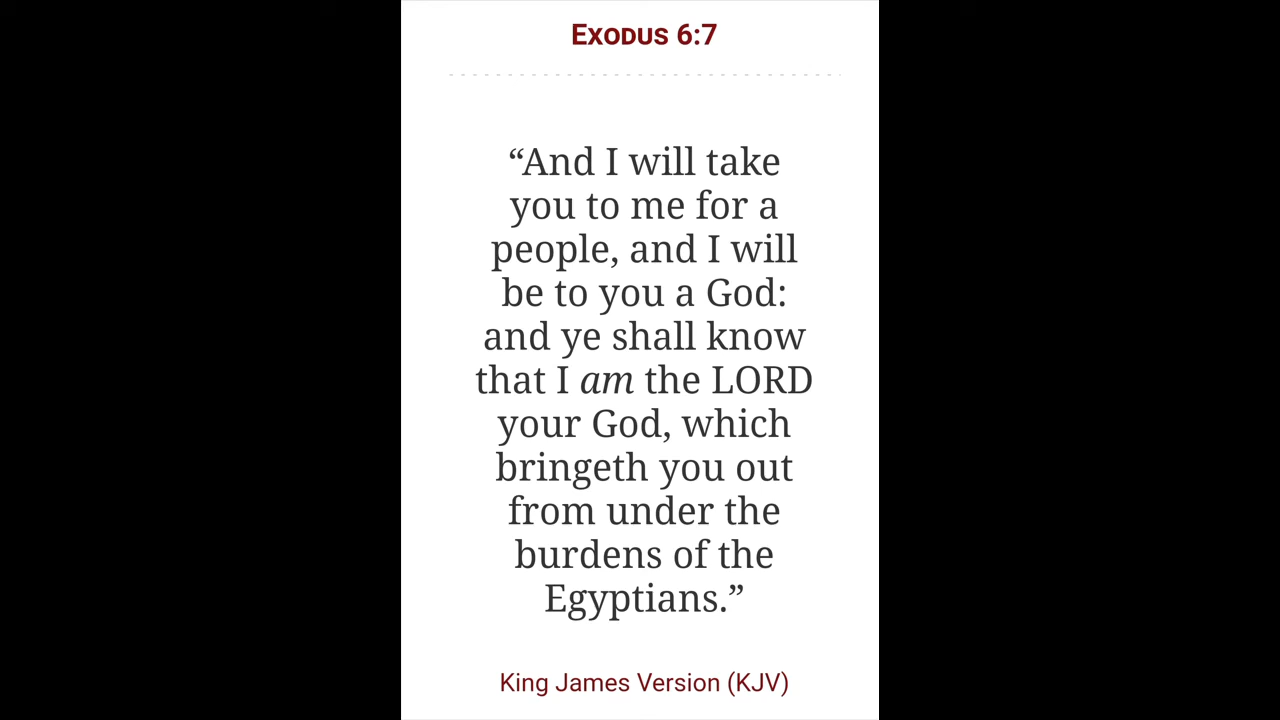 Exodus 6:7
“And I will take
you to me for a
people, and I will
be to you a God:
and ye shall know
that I am the LORD
your God, which
bringeth you out
from under the
burdens of the
Egyptians.”
King James Version (KJV)